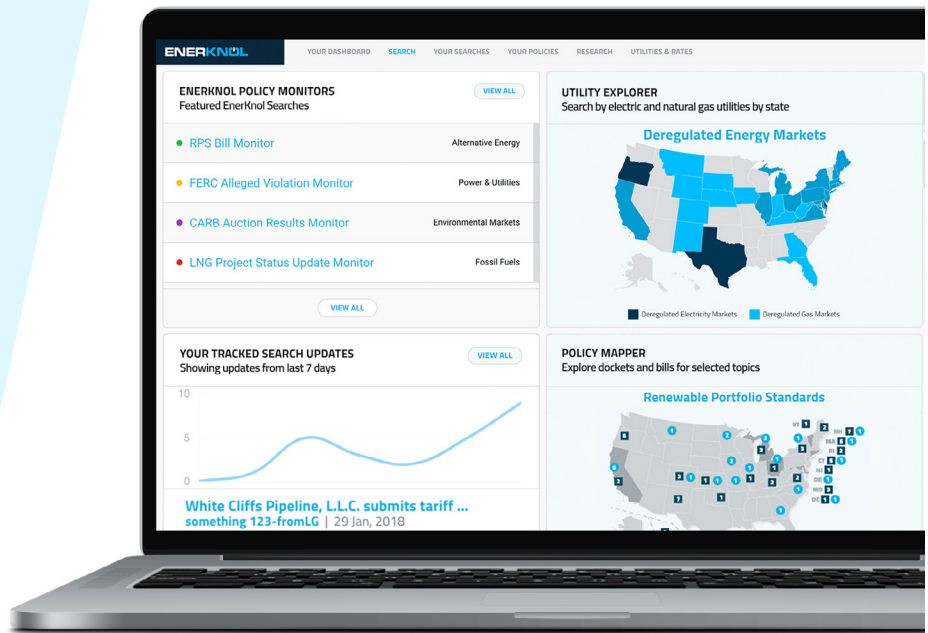 ENERKNOL
YOUR DASHBOARD SEARCH YOUR SEARCHES YOUR POLICIES RESEARCH UTILITIES & RATES
ENERKNOL POLICY MONITORS
Featured EnerKnol Searches
VIEW ALL
RPS Bill Monitor Alternative Energy
FERC Alleged Violation Monitor Power & Utilities
CARB Auction Results Monitor Environmental Markets
LNG Project Status Update Monitor Fossil Fuels
VIEW ALL
UTILITY EXPLORER
Search by electric and natural gas utilities by state
Deregulated Energy Markets
Deregulated Electricity Markets Deregulated Gas Markets
YOUR TRACKED SEARCH UPDATES
Showing updates from last 7 days
VIEW ALL
10
5
0
White Cliffs Pipeline, L.L.C. submits tariff ...
something 123-fromLG | 29 Jan, 2018
POLICY MAPPER
Explore dockets and bills for selected topics
Renewable Portfolio Standards
VT 1
NH 7 1
MA
RI
CT
NJ
DE
MD
DC 1 1